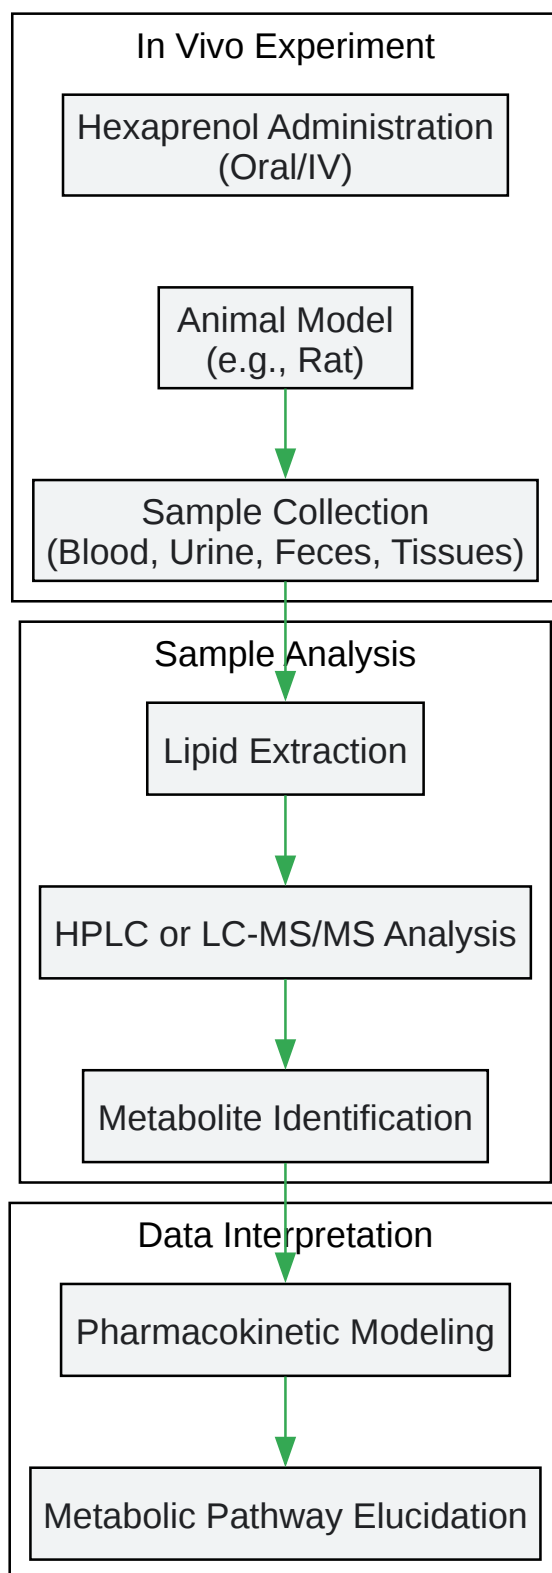 In Vivo Experiment
Hexaprenol Administration
(Oral/IV)
Animal Model
(e.g., Rat)
Sample Collection
(Blood, Urine, Feces, Tissues)
Sample Analysis
Lipid Extraction
HPLC or LC-MS/MS Analysis
Metabolite Identification
Data Interpretation
Pharmacokinetic Modeling
Metabolic Pathway Elucidation